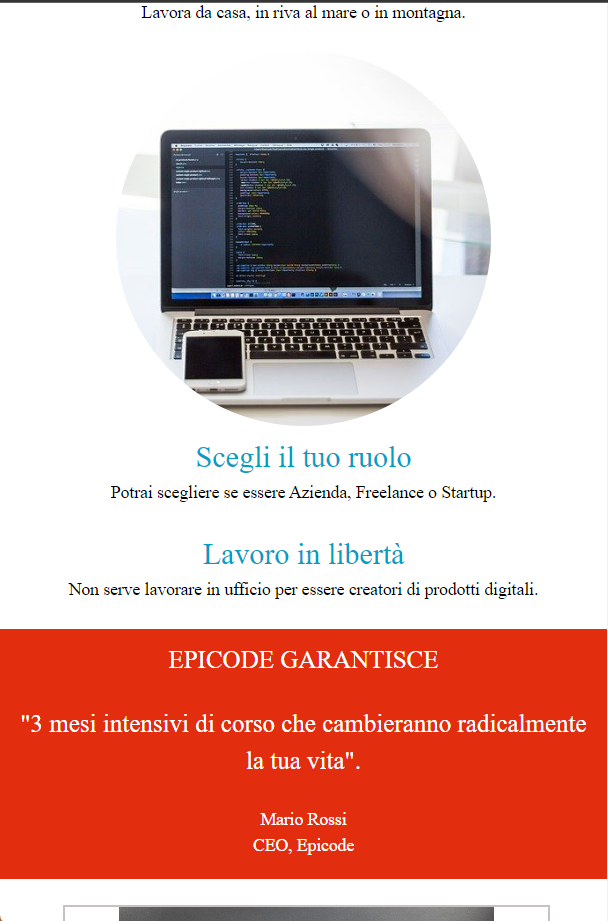 Lavora da casa, in riva al mare o in montagna.
Scegli il tuo ruolo
Potrai scegliere se essere Azienda, Freelance o Startup.
Lavoro in libertà
Non serve lavorare in ufficio per essere creatori di prodotti digitali.
EPICODE GARANTISCE
"3 mesi intensivi di corso che cambieranno radicalmente
la tua vita".
Mario Rossi
CEO, Epicode